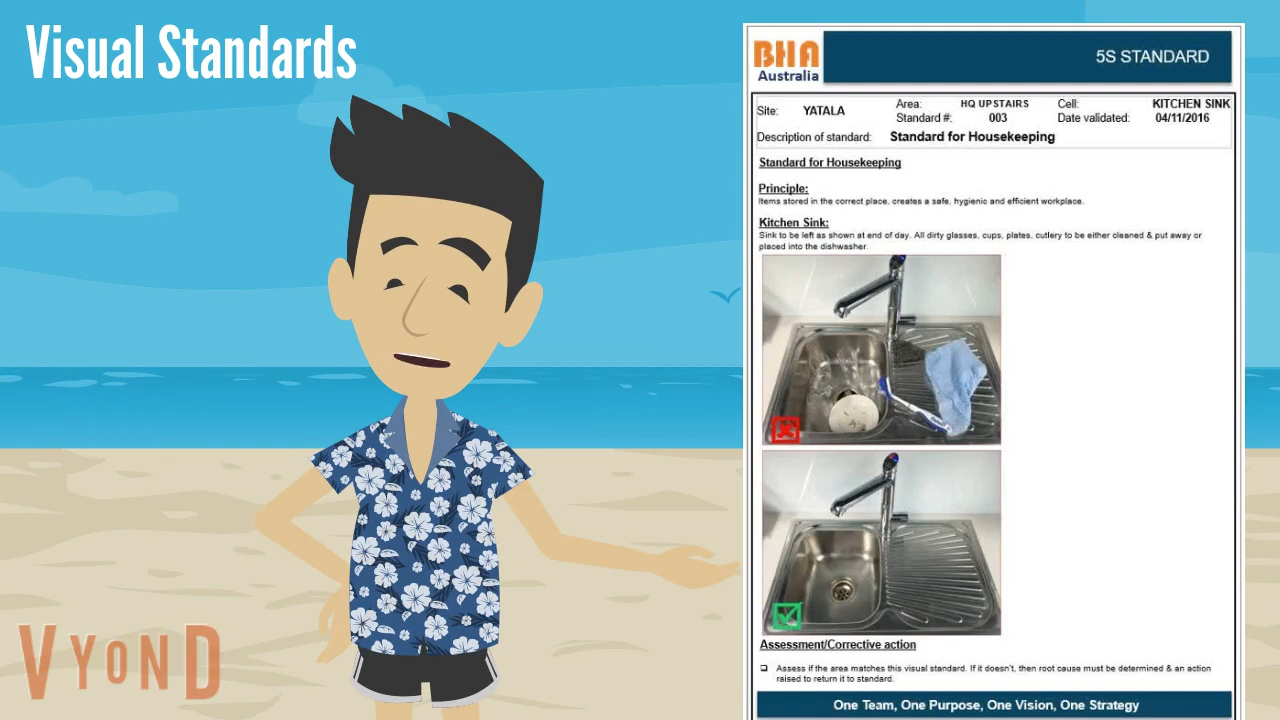 Visual Standards
BHA
Australia
5S STANDARD
Site: YATALA
Area: HQ UPSTAIRS
Cell: KITCHEN SINK
Standard #: 003
Date validated: 04/11/2016
Description of standard: Standard for Housekeeping
Standard for Housekeeping
Principle:
Items stored in the correct place, creates a safe, hygienic and efficient workplace.
Kitchen Sink:
Sink to be left as shown at end of day. All dirty glasses, cups, plates, cutlery to be either cleaned & put away or
placed into the dishwasher.
Assessment/Corrective action
Assess if the area matches this visual standard. If it doesn't, then root cause must be determined & an action
raised to return it to standard.
One Team, One Purpose, One Vision, One Strategy
VYOND